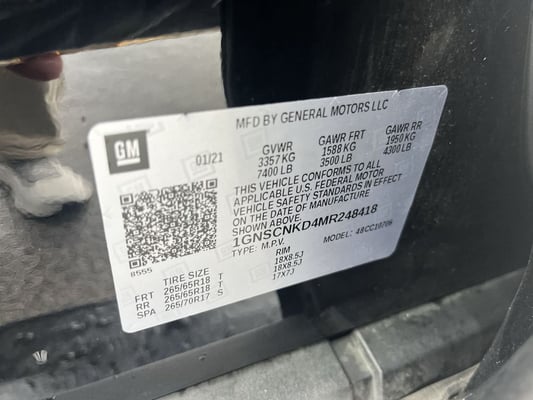 MFD BY GENERAL MOTORS LLC
GM
01/21
GVWR GAWR FRT GAWR RR
3357 KG 1588 KG 1950 KG
7400 LB 3500 LB 4300 LB
THIS VEHICLE CONFORMS TO ALL
APPLICABLE U.S. FEDERAL MOTOR
VEHICLE SAFETY STANDARDS IN EFFECT
ON THE DATE OF MANUFACTURE
SHOWN ABOVE.
1GNSCNKD4MR248418
TYPE: M.P.V. MODEL: 48CC10706
8555
TIRE SIZE RIM
FRT 265/65R18 T 18X8.5J
RR 265/65R18 T 18X8.5J
SPA 265/70R17 S 17X7J